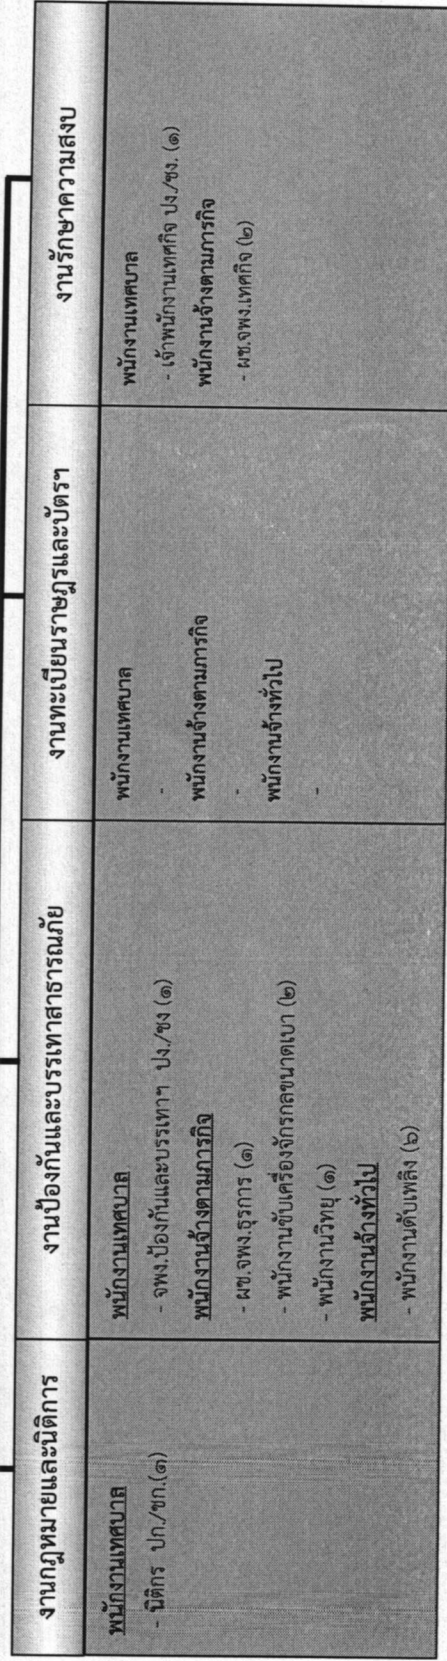 งานกฎหมายและนิติการ
พนักงานเทศบาล
- นิติกร ปก./ชก.(๑)
งานป้องกันและบรรเทาสาธารณภัย
พนักงานเทศบาล
- จพง.ป้องกันและบรรเทาฯ ปง./ชง (๑)
พนักงานจ้างตามภารกิจ
- ผช.จพง.ธุรการ (๑)
- พนักงานขับเครื่องจักรกลขนาดเบา (๒)
- พนักงานวิทยุ (๑)
พนักงานจ้างทั่วไป
- พนักงานดับเพลิง (๖)
งานทะเบียนราษฎรและบัตรฯ
พนักงานเทศบาล
-
พนักงานจ้างตามภารกิจ
-
พนักงานจ้างทั่วไป
-
งานรักษาความสงบ
พนักงานเทศบาล
- เจ้าพนักงานเทศกิจ ปง./ชง. (๑)
พนักงานจ้างตามภารกิจ
- ผช.จพง.เทศกิจ (๒)